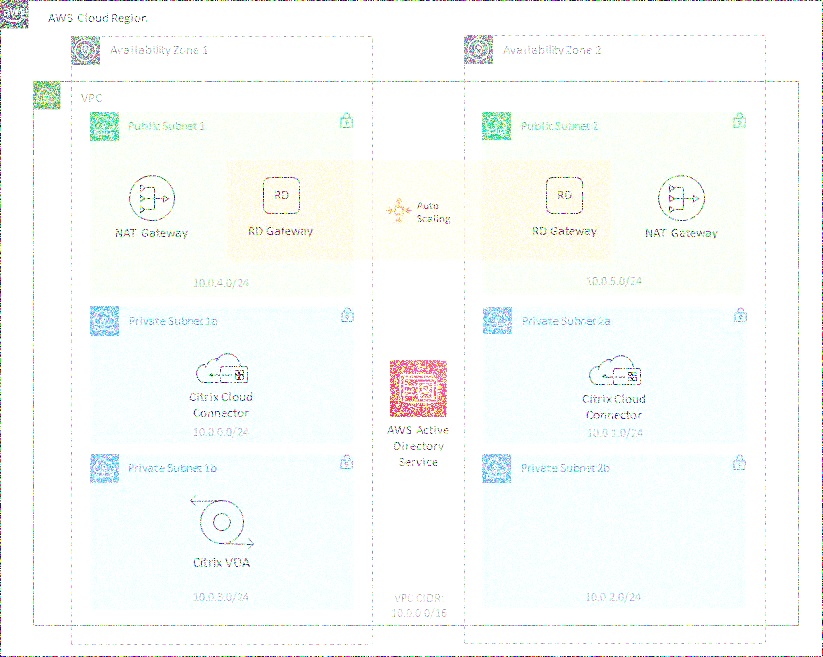 aws
AWS Cloud Region
Availability Zone 1
Availability Zone 2
VPC
Public Subnet 1
Public Subnet 2
NAT Gateway
RD
RD Gateway
Auto
Scaling
RD
RD Gateway
NAT Gateway
10.0.4.0/24
10.0.5.0/24
Private Subnet 1a
Private Subnet 2a
Citrix Cloud
Connector
10.0.0.0/24
AWS Active
Directory
Service
Citrix Cloud
Connector
10.0.1.0/24
Private Subnet 1b
Private Subnet 2b
Citrix VDA
10.0.3.0/24
VPC CIDR:
10.0.0.0/16
10.0.2.0/24